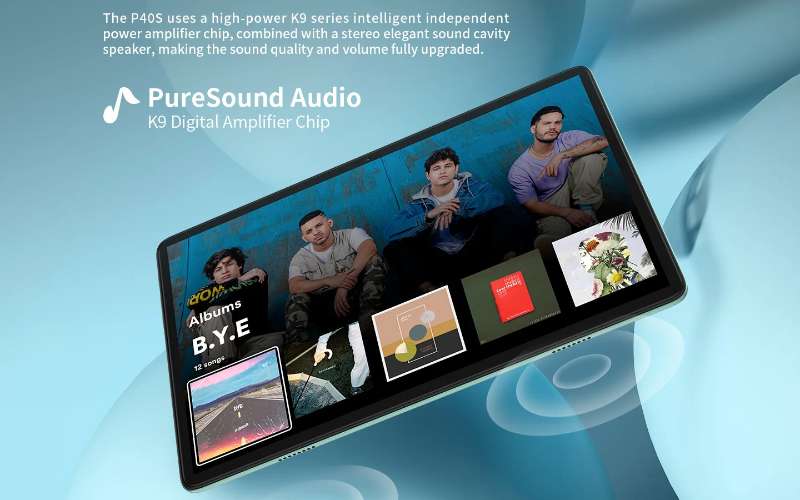 The P40S uses a high-power K9 series intelligent independent
power amplifier chip, combined with a stereo elegant sound cavity
speaker, making the sound quality and volume fully upgraded.
PureSound Audio
K9 Digital Amplifier Chip
Albums
B.Y.E
12 songs
BYE